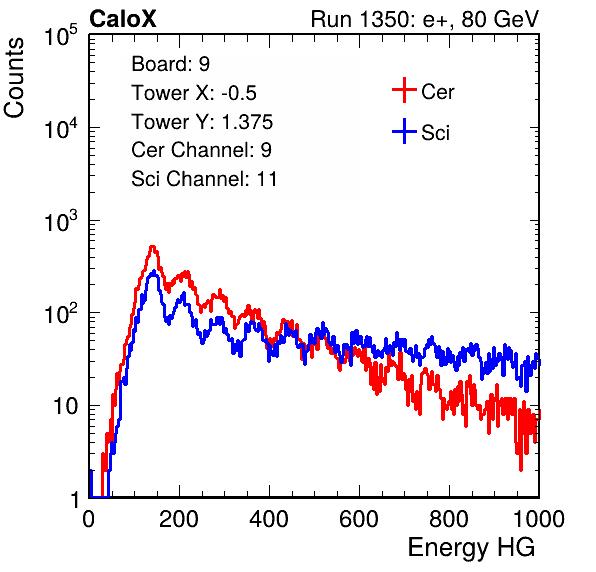 CaloX Run 1350: e+, 80 GeV
Board: 9
Tower X: -0.5
Tower Y: 1.375
Cer Channel: 9
Sci Channel: 11
Cer
Sci
Counts
10^5
10^4
10^3
10^2
10
1
0 200 400 600 800 1000
Energy HG